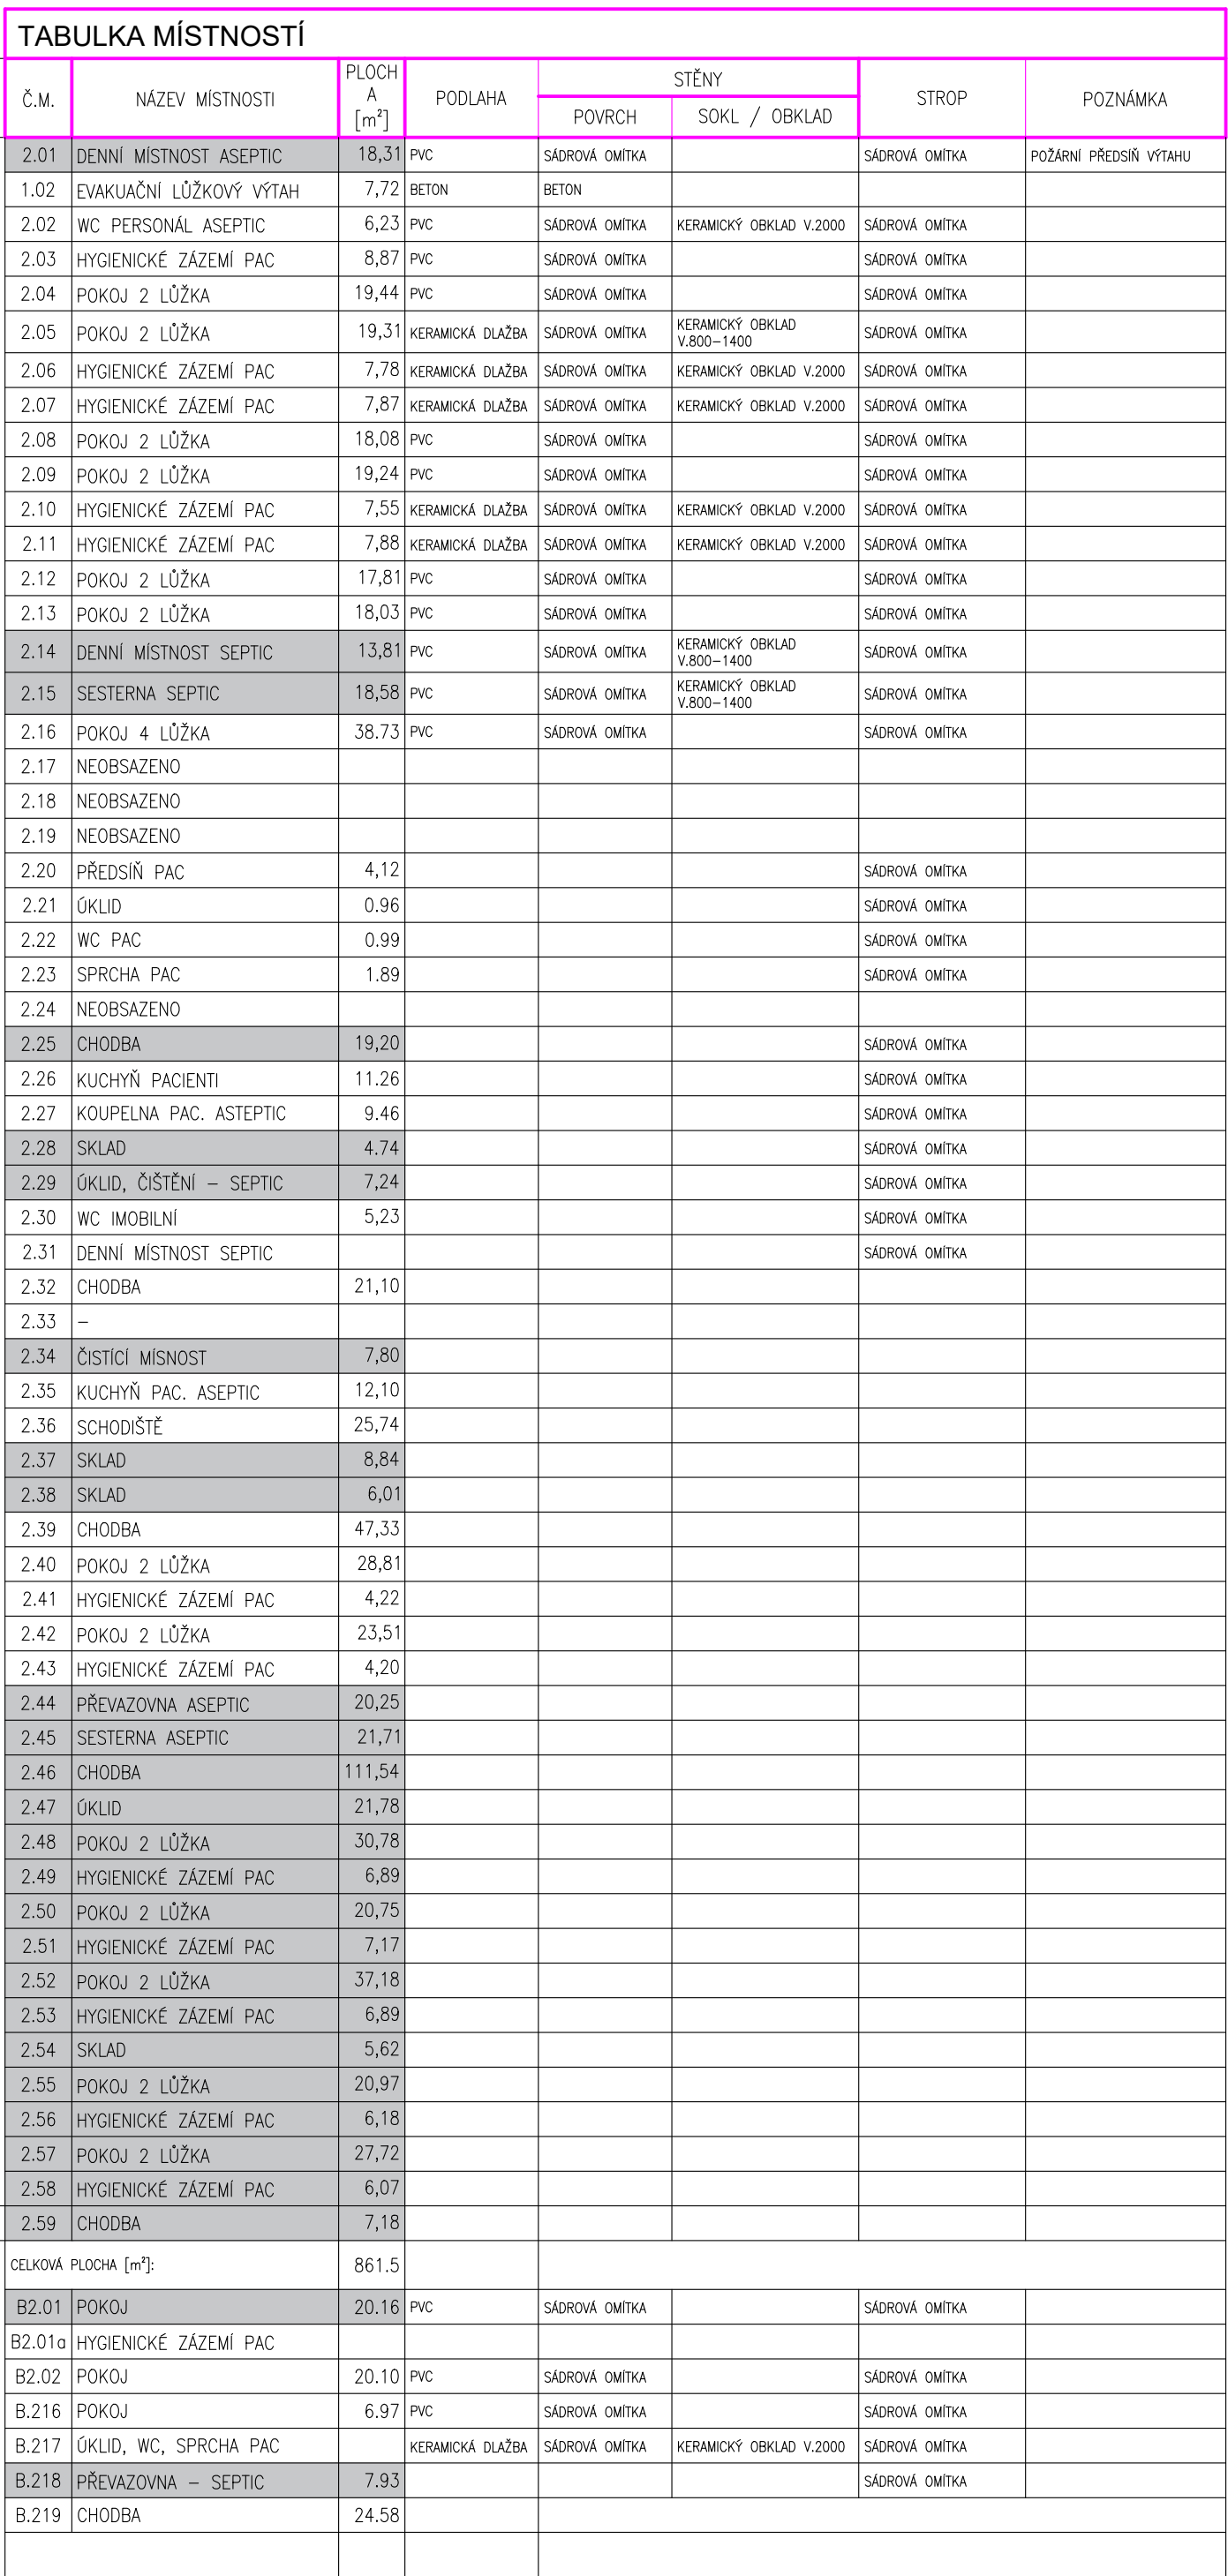 TABULKA MÍSTNOSTÍ
Č.M. NÁZEV MÍSTNOSTI PLOCH A [m²] PODLAHA STĚNY STROP POZNÁMKA
POVRCH SOKL / OBKLAD
2.01 DENNÍ MÍSTNOST ASEPTIC 18,31 PVC SÁDROVÁ OMÍTKA SÁDROVÁ OMÍTKA POŽÁRNÍ PŘEDSÍŇ VÝTAHU
1.02 EVAKUAČNÍ LŮŽKOVÝ VÝTAH 7,72 BETON BETON
2.02 WC PERSONÁL ASEPTIC 6,23 PVC SÁDROVÁ OMÍTKA KERAMICKÝ OBKLAD V.2000 SÁDROVÁ OMÍTKA
2.03 HYGIENICKÉ ZÁZEMÍ PAC 8,87 PVC SÁDROVÁ OMÍTKA SÁDROVÁ OMÍTKA
2.04 POKOJ 2 LŮŽKA 19,44 PVC SÁDROVÁ OMÍTKA SÁDROVÁ OMÍTKA
2.05 POKOJ 2 LŮŽKA 19,31 KERAMICKÁ DLAŽBA SÁDROVÁ OMÍTKA KERAMICKÝ OBKLAD V.800-1400 SÁDROVÁ OMÍTKA
2.06 HYGIENICKÉ ZÁZEMÍ PAC 7,78 KERAMICKÁ DLAŽBA SÁDROVÁ OMÍTKA KERAMICKÝ OBKLAD V.2000 SÁDROVÁ OMÍTKA
2.07 HYGIENICKÉ ZÁZEMÍ PAC 7,87 KERAMICKÁ DLAŽBA SÁDROVÁ OMÍTKA KERAMICKÝ OBKLAD V.2000 SÁDROVÁ OMÍTKA
2.08 POKOJ 2 LŮŽKA 18,08 PVC SÁDROVÁ OMÍTKA SÁDROVÁ OMÍTKA
2.09 POKOJ 2 LŮŽKA 19,24 PVC SÁDROVÁ OMÍTKA SÁDROVÁ OMÍTKA
2.10 HYGIENICKÉ ZÁZEMÍ PAC 7,55 KERAMICKÁ DLAŽBA SÁDROVÁ OMÍTKA KERAMICKÝ OBKLAD V.2000 SÁDROVÁ OMÍTKA
2.11 HYGIENICKÉ ZÁZEMÍ PAC 7,88 KERAMICKÁ DLAŽBA SÁDROVÁ OMÍTKA KERAMICKÝ OBKLAD V.2000 SÁDROVÁ OMÍTKA
2.12 POKOJ 2 LŮŽKA 17,81 PVC SÁDROVÁ OMÍTKA SÁDROVÁ OMÍTKA
2.13 POKOJ 2 LŮŽKA 18,03 PVC SÁDROVÁ OMÍTKA SÁDROVÁ OMÍTKA
2.14 DENNÍ MÍSTNOST SEPTIC 13,81 PVC SÁDROVÁ OMÍTKA KERAMICKÝ OBKLAD V.800-1400 SÁDROVÁ OMÍTKA
2.15 SESTERNA SEPTIC 18,58 PVC SÁDROVÁ OMÍTKA KERAMICKÝ OBKLAD V.800-1400 SÁDROVÁ OMÍTKA
2.16 POKOJ 4 LŮŽKA 38.73 PVC SÁDROVÁ OMÍTKA SÁDROVÁ OMÍTKA
2.17 NEOBSAZENO
2.18 NEOBSAZENO
2.19 NEOBSAZENO
2.20 PŘEDSÍŇ PAC 4,12 SÁDROVÁ OMÍTKA
2.21 ÚKLID 0.96 SÁDROVÁ OMÍTKA
2.22 WC PAC 0.99 SÁDROVÁ OMÍTKA
2.23 SPRCHA PAC 1.89 SÁDROVÁ OMÍTKA
2.24 NEOBSAZENO
2.25 CHODBA 19,20 SÁDROVÁ OMÍTKA
2.26 KUCHYŇ PACIENTI 11.26 SÁDROVÁ OMÍTKA
2.27 KOUPELNA PAC. ASTEPTIC 9.46 SÁDROVÁ OMÍTKA
2.28 SKLAD 4.74 SÁDROVÁ OMÍTKA
2.29 ÚKLID, ČIŠTĚNÍ – SEPTIC 7,24 SÁDROVÁ OMÍTKA
2.30 WC IMOBILNÍ 5,23 SÁDROVÁ OMÍTKA
2.31 DENNÍ MÍSTNOST SEPTIC SÁDROVÁ OMÍTKA
2.32 CHODBA 21,10
2.33 –
2.34 ČISTÍCÍ MÍSNOST 7,80
2.35 KUCHYŇ PAC. ASEPTIC 12,10
2.36 SCHODIŠTĚ 25,74
2.37 SKLAD 8,84
2.38 SKLAD 6,01
2.39 CHODBA 47,33
2.40 POKOJ 2 LŮŽKA 28,81
2.41 HYGIENICKÉ ZÁZEMÍ PAC 4,22
2.42 POKOJ 2 LŮŽKA 23,51
2.43 HYGIENICKÉ ZÁZEMÍ PAC 4,20
2.44 PŘEVAZOVNA ASEPTIC 20,25
2.45 SESTERNA ASEPTIC 21,71
2.46 CHODBA 111,54
2.47 ÚKLID 21,78
2.48 POKOJ 2 LŮŽKA 30,78
2.49 HYGIENICKÉ ZÁZEMÍ PAC 6,89
2.50 POKOJ 2 LŮŽKA 20,75
2.51 HYGIENICKÉ ZÁZEMÍ PAC 7,17
2.52 POKOJ 2 LŮŽKA 37,18
2.53 HYGIENICKÉ ZÁZEMÍ PAC 6,89
2.54 SKLAD 5,62
2.55 POKOJ 2 LŮŽKA 20,97
2.56 HYGIENICKÉ ZÁZEMÍ PAC 6,18
2.57 POKOJ 2 LŮŽKA 27,72
2.58 HYGIENICKÉ ZÁZEMÍ PAC 6,07
2.59 CHODBA 7,18
CELKOVÁ PLOCHA [m²]: 861.5
B2.01 POKOJ 20.16 PVC SÁDROVÁ OMÍTKA SÁDROVÁ OMÍTKA
B2.01a HYGIENICKÉ ZÁZEMÍ PAC
B2.02 POKOJ 20.10 PVC SÁDROVÁ OMÍTKA SÁDROVÁ OMÍTKA
B.216 POKOJ 6.97 PVC SÁDROVÁ OMÍTKA SÁDROVÁ OMÍTKA
B.217 ÚKLID, WC, SPRCHA PAC KERAMICKÁ DLAŽBA SÁDROVÁ OMÍTKA KERAMICKÝ OBKLAD V.2000 SÁDROVÁ OMÍTKA
B.218 PŘEVAZOVNA – SEPTIC 7.93 SÁDROVÁ OMÍTKA
B.219 CHODBA 24.58